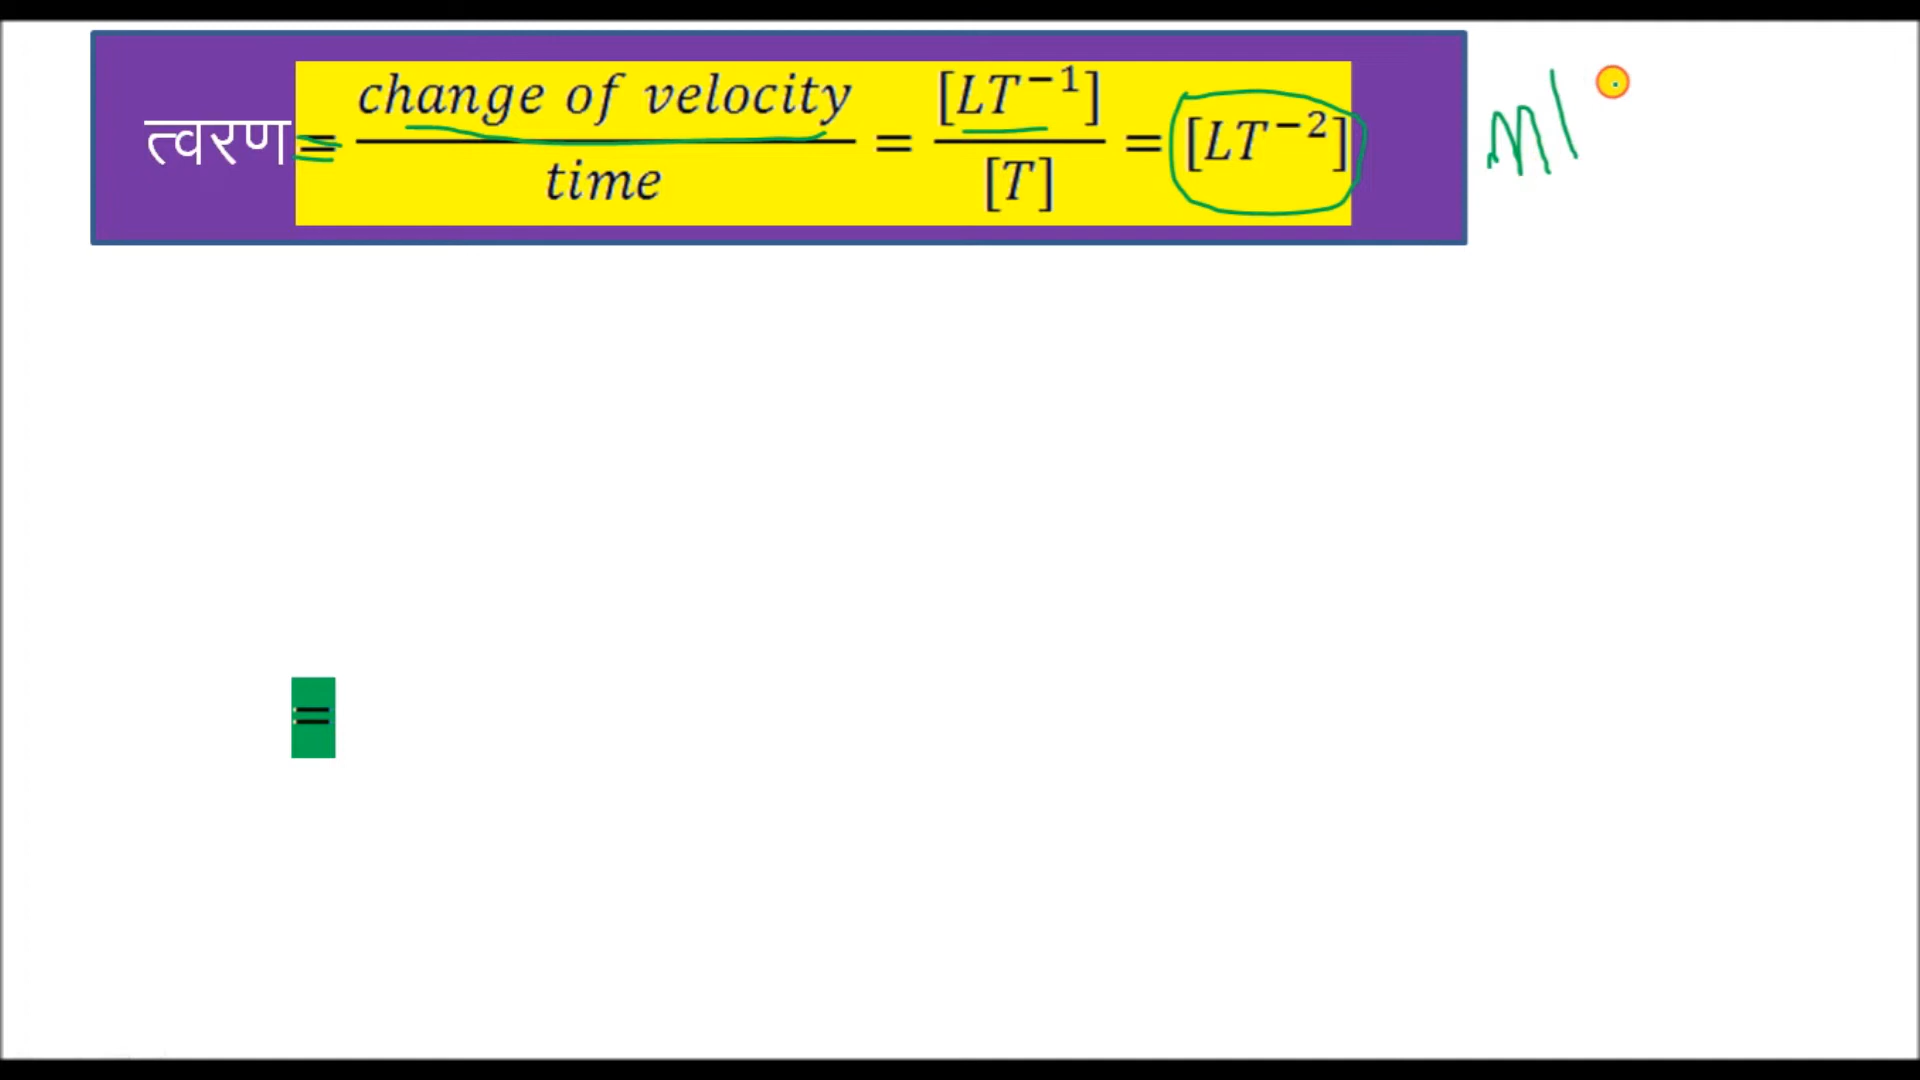 त्वरण = change of velocity / time = [LT⁻¹] / [T] = [LT⁻²] m/
=